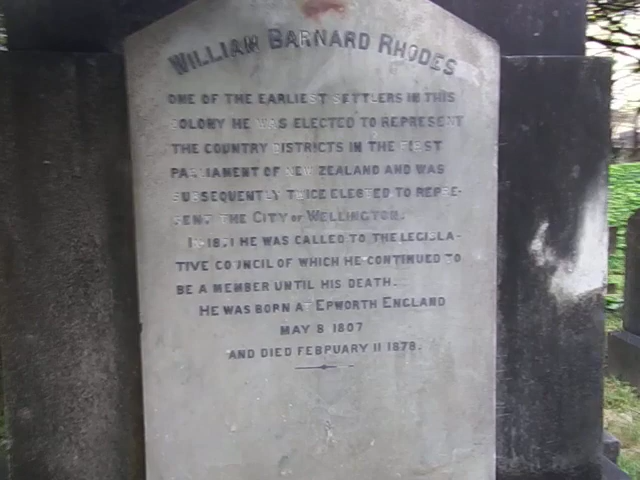 WILLIAM BARNARD RHODES
ONE OF THE EARLIEST SETTLERS IN THIS
COLONY HE WAS ELECTED TO REPRESENT
THE COUNTRY DISTRICTS IN THE FIRST
PARLIAMENT OF NEW ZEALAND AND WAS
SUBSEQUENTLY TWICE ELECTED TO REPRE-
SENT THE CITY OF WELLINGTON.
IN 1871 HE WAS CALLED TO THE LEGISLA-
TIVE COUNCIL OF WHICH HE CONTINUED TO
BE A MEMBER UNTIL HIS DEATH.
HE WAS BORN AT EPWORTH ENGLAND
MAY 8 1807
AND DIED FEBRUARY 11 1878.